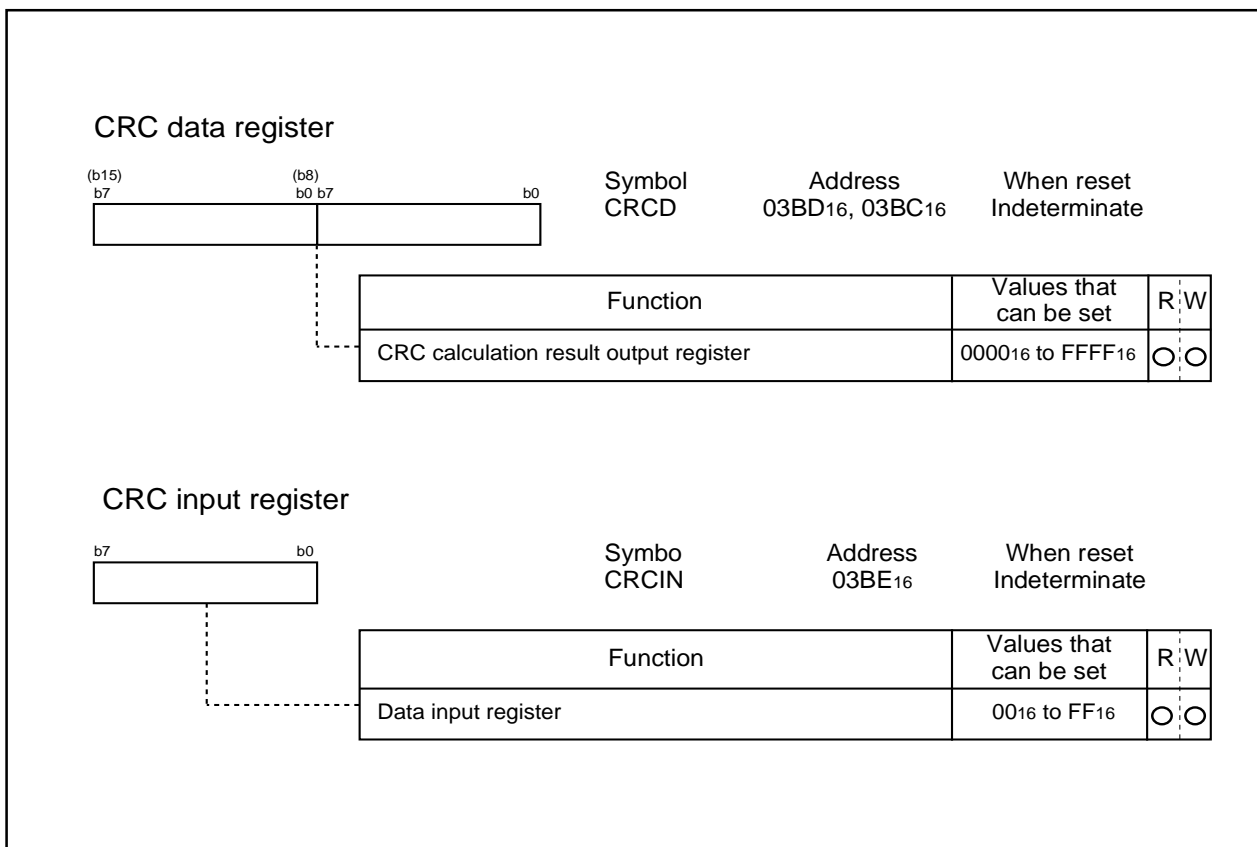 CRC data register
(b15) (b8)
b7 b0 b7 b0
Symbol Address When reset
CRCD 03BD16, 03BC16 Indeterminate
Function Values that can be set R W
CRC calculation result output register 000016 to FFFF16
CRC input register
b7 b0
Symbo Address When reset
CRCIN 03BE16 Indeterminate
Function Values that can be set R W
Data input register 0016 to FF16